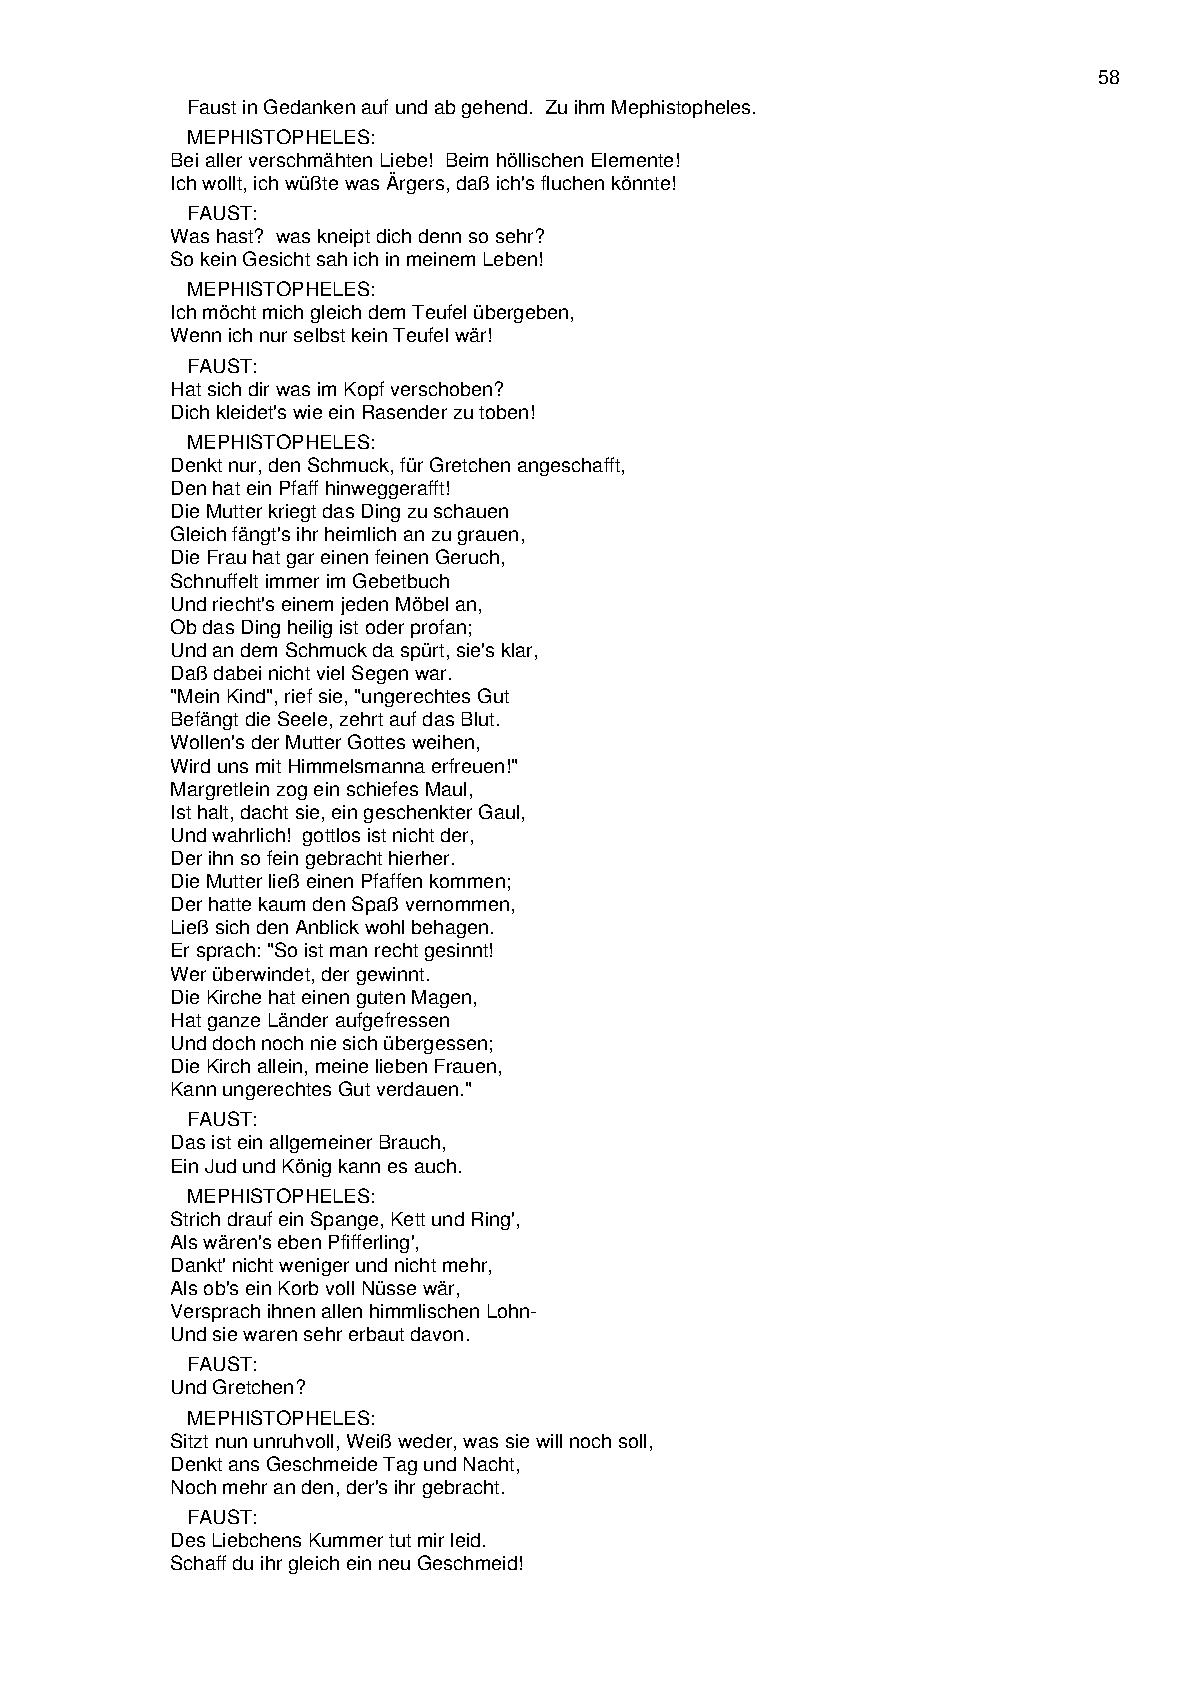 58
Faust in Gedanken auf und ab gehend.  Zu ihm Mephistopheles.
MEPHISTOPHELES:
Bei aller verschmähten Liebe!  Beim höllischen Elemente!
Ich wollt, ich wüßte was Ärgers, daß ich's fluchen könnte!
FAUST:
Was hast?  was kneipt dich denn so sehr?
So kein Gesicht sah ich in meinem Leben!
MEPHISTOPHELES:
Ich möcht mich gleich dem Teufel übergeben,
Wenn ich nur selbst kein Teufel wär!
FAUST:
Hat sich dir was im Kopf verschoben?
Dich kleidet's wie ein Rasender zu toben!
MEPHISTOPHELES:
Denkt nur, den Schmuck, für Gretchen angeschafft,
Den hat ein Pfaff hinweggerafft!
Die Mutter kriegt das Ding zu schauen
Gleich fängt's ihr heimlich an zu grauen,
Die Frau hat gar einen feinen Geruch,
Schnuffelt immer im Gebetbuch
Und riecht's einem jeden Möbel an,
Ob das Ding heilig ist oder profan;
Und an dem Schmuck da spürt, sie's klar,
Daß dabei nicht viel Segen war.
"Mein Kind", rief sie, "ungerechtes Gut
Befängt die Seele, zehrt auf das Blut.
Wollen's der Mutter Gottes weihen,
Wird uns mit Himmelsmanna erfreuen!"
Margretlein zog ein schiefes Maul,
Ist halt, dacht sie, ein geschenkter Gaul,
Und wahrlich!  gottlos ist nicht der,
Der ihn so fein gebracht hierher.
Die Mutter ließ einen Pfaffen kommen;
Der hatte kaum den Spaß vernommen,
Ließ sich den Anblick wohl behagen.
Er sprach: "So ist man recht gesinnt!
Wer überwindet, der gewinnt.
Die Kirche hat einen guten Magen,
Hat ganze Länder aufgefressen
Und doch noch nie sich übergessen;
Die Kirch allein, meine lieben Frauen,
Kann ungerechtes Gut verdauen."
FAUST:
Das ist ein allgemeiner Brauch,
Ein Jud und König kann es auch.
MEPHISTOPHELES:
Strich drauf ein Spange, Kett und Ring',
Als wären's eben Pfifferling',
Dankt' nicht weniger und nicht mehr,
Als ob's ein Korb voll Nüsse wär,
Versprach ihnen allen himmlischen Lohn-
Und sie waren sehr erbaut davon.
FAUST:
Und Gretchen?
MEPHISTOPHELES:
Sitzt nun unruhvoll, Weiß weder, was sie will noch soll,
Denkt ans Geschmeide Tag und Nacht,
Noch mehr an den, der's ihr gebracht.
FAUST:
Des Liebchens Kummer tut mir leid.
Schaff du ihr gleich ein neu Geschmeid!